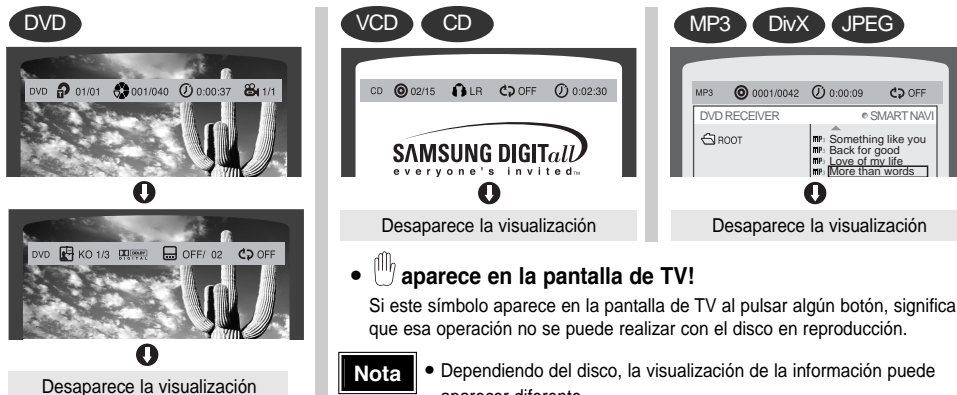 DVD
DVD 01/01 001/040 0:00:37 1/1
DVD KO 1/3 DOLBY DIGITAL OFF/ 02 OFF
Desaparece la visualización
VCD CD
CD 02/15 LR OFF 0:02:30
SAMSUNG DIGITall
everyone's invited™
Desaparece la visualización
MP3 DivX JPEG
MP3 0001/0042 0:00:09 OFF
DVD RECEIVER SMART NAVI
ROOT
Something like you
Back for good
Love of my life
More than words
Desaparece la visualización
• aparece en la pantalla de TV!
Si este símbolo aparece en la pantalla de TV al pulsar algún botón, significa
que esa operación no se puede realizar con el disco en reproducción.
Nota • Dependiendo del disco, la visualización de la información puede
aparecer diferente